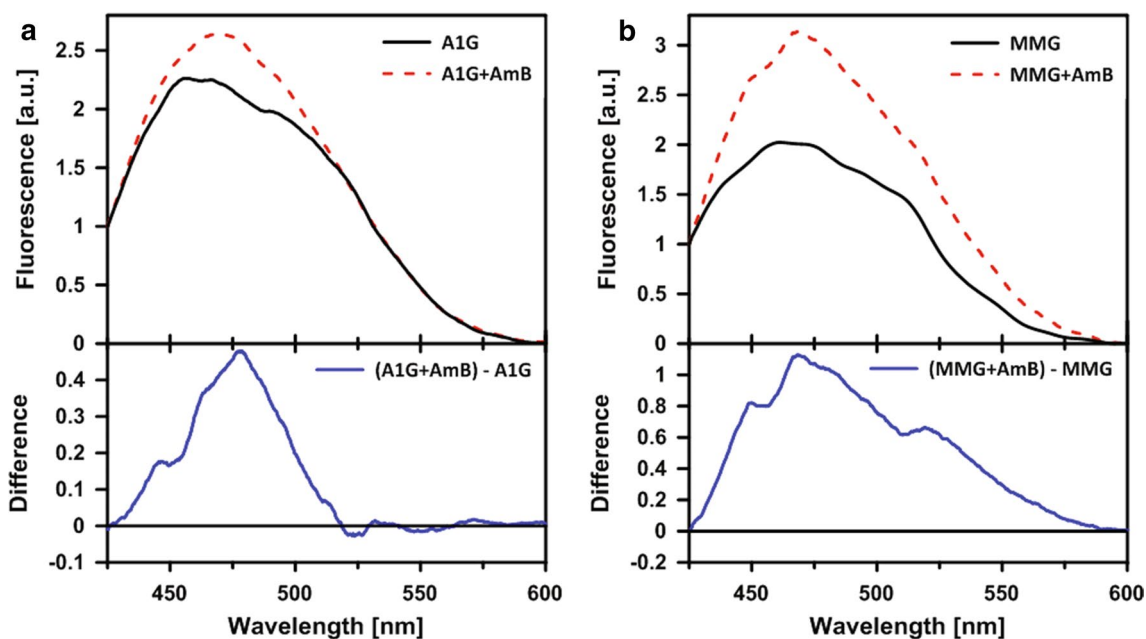 a
Fluorescence [a.u.]
2.5
2
1.5
1
0.5
0
A1G
A1G+AmB
Difference
0.4
0.3
0.2
0.1
0
-0.1
(A1G+AmB) - A1G
450
500
550
600
Wavelength [nm]
b
Fluorescence [a.u.]
3
2.5
2
1.5
1
0.5
0
MMG
MMG+AmB
Difference
1
0.8
0.6
0.4
0.2
0
-0.2
(MMG+AmB) - MMG
450
500
550
600
Wavelength [nm]